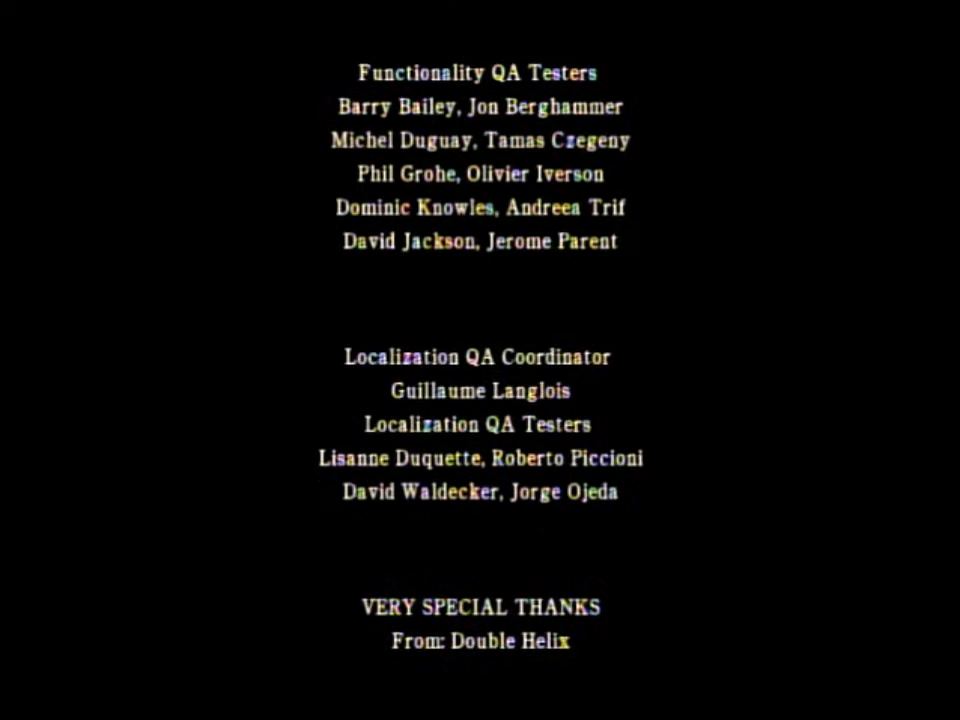 Functionality QA Testers
Barry Bailey, Jon Berghammer
Michel Duguay, Tamas Czegeny
Phil Grohe, Olivier Iverson
Dominic Knowles, Andreea Trif
David Jackson, Jerome Parent
Localization QA Coordinator
Guillaume Langlois
Localization QA Testers
Lisanne Duquette, Roberto Piccioni
David Waldecker, Jorge Ojeda
VERY SPECIAL THANKS
From: Double Helix